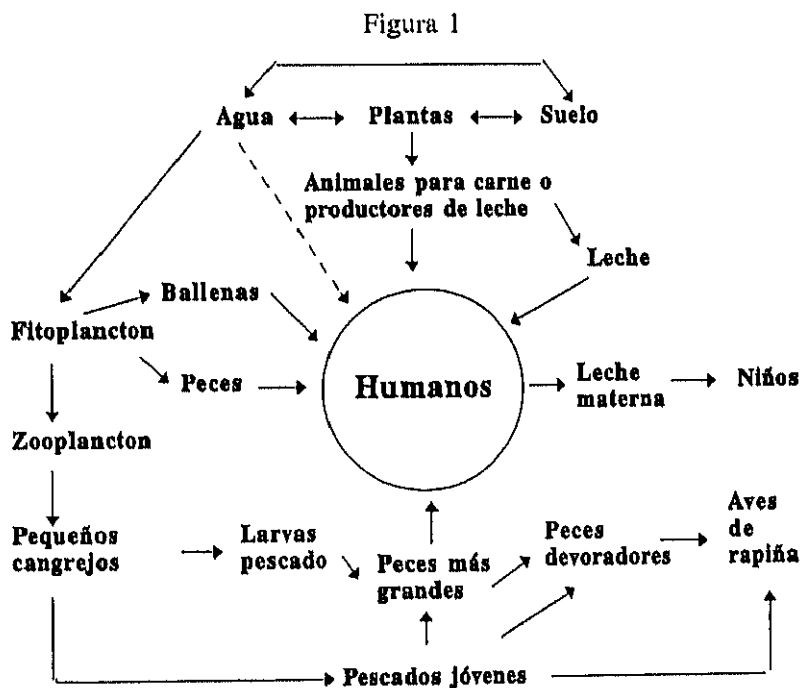 Figura 1
Agua
Plantas
Suelo
Animales para carne o
productores de leche
Leche
Ballenas
Fitoplancton
Peces
Humanos
Leche
materna
Niños
Zooplancton
Pequeños
cangrejos
Larvas
pescado
Peces más
grandes
Peces
devoradores
Aves
de
rapiña
Pescados jóvenes